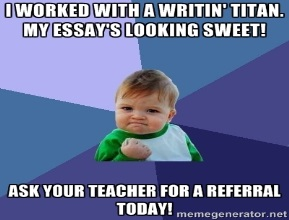 I WORKED WITH A WRITIN' TITAN.
MY ESSAY'S LOOKING SWEET!
ASK YOUR TEACHER FOR A REFERRAL
TODAY!
memegenerator.net